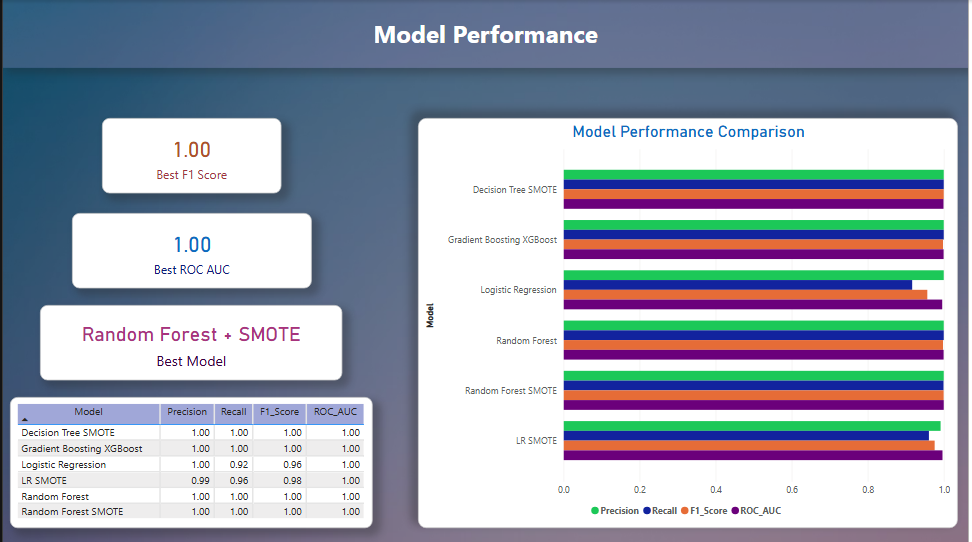 Model Performance
1.00
Best F1 Score
1.00
Best ROC AUC
Random Forest + SMOTE
Best Model
Model Precision Recall F1_Score ROC_AUC
Decision Tree SMOTE 1.00 1.00 1.00 1.00
Gradient Boosting XGBoost 1.00 1.00 1.00 1.00
Logistic Regression 1.00 0.92 0.96 1.00
LR SMOTE 0.99 0.96 0.98 1.00
Random Forest 1.00 1.00 1.00 1.00
Random Forest SMOTE 1.00 1.00 1.00 1.00
Model Performance Comparison
Model
Decision Tree SMOTE
Gradient Boosting XGBoost
Logistic Regression
Random Forest
Random Forest SMOTE
LR SMOTE
0.0 0.2 0.4 0.6 0.8 1.0
Precision Recall F1_Score ROC_AUC